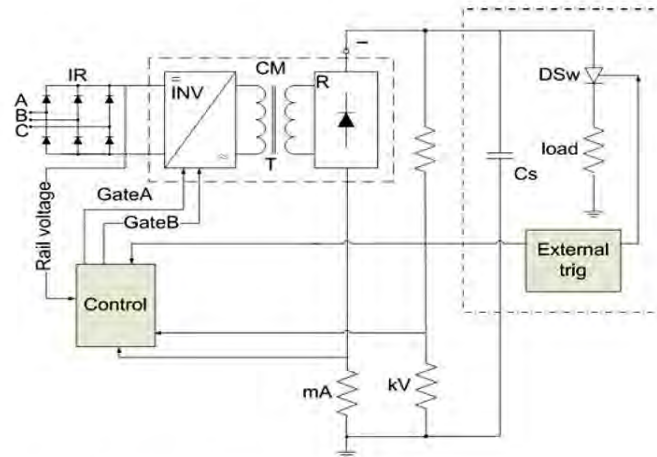 IR
CM
A
B
C
INV
R
T
DSw
load
Cs
GateA
GateB
Rail voltage
External
trig
Control
mA
kV